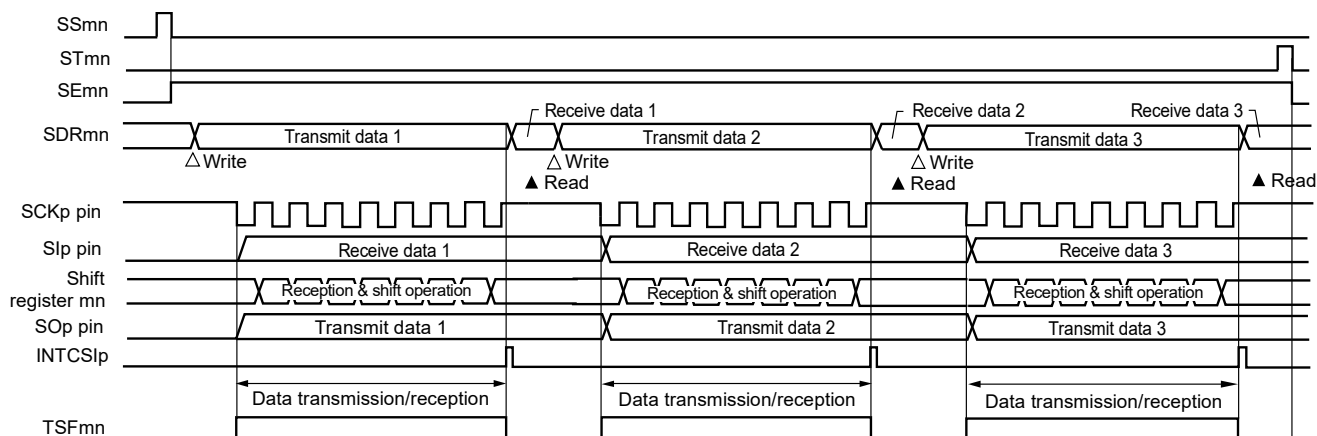 SSmn
STmn
SEmn
Receive data 1 Receive data 2 Receive data 3
SDRmn Transmit data 1 Transmit data 2 Transmit data 3
△ Write △ Write △ Write
▲ Read ▲ Read ▲ Read
SCKp pin
SIp pin Receive data 1 Receive data 2 Receive data 3
Shift
register mn Reception & shift operation Reception & shift operation Reception & shift operation
SOp pin Transmit data 1 Transmit data 2 Transmit data 3
INTCSIp
Data transmission/reception Data transmission/reception Data transmission/reception
TSFmn